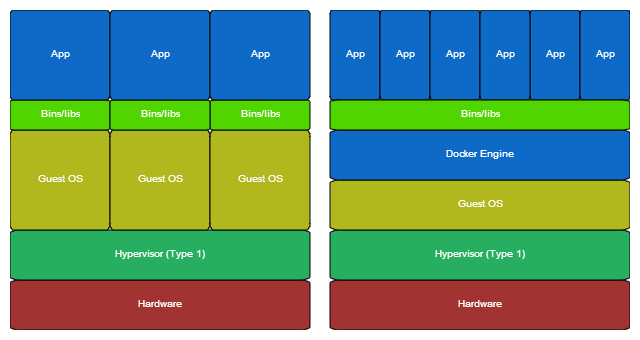 App App App
Bins/libs Bins/libs Bins/libs
Guest OS Guest OS Guest OS
Hypervisor (Type 1)
Hardware
App App App App App App
Bins/libs
Docker Engine
Guest OS
Hypervisor (Type 1)
Hardware